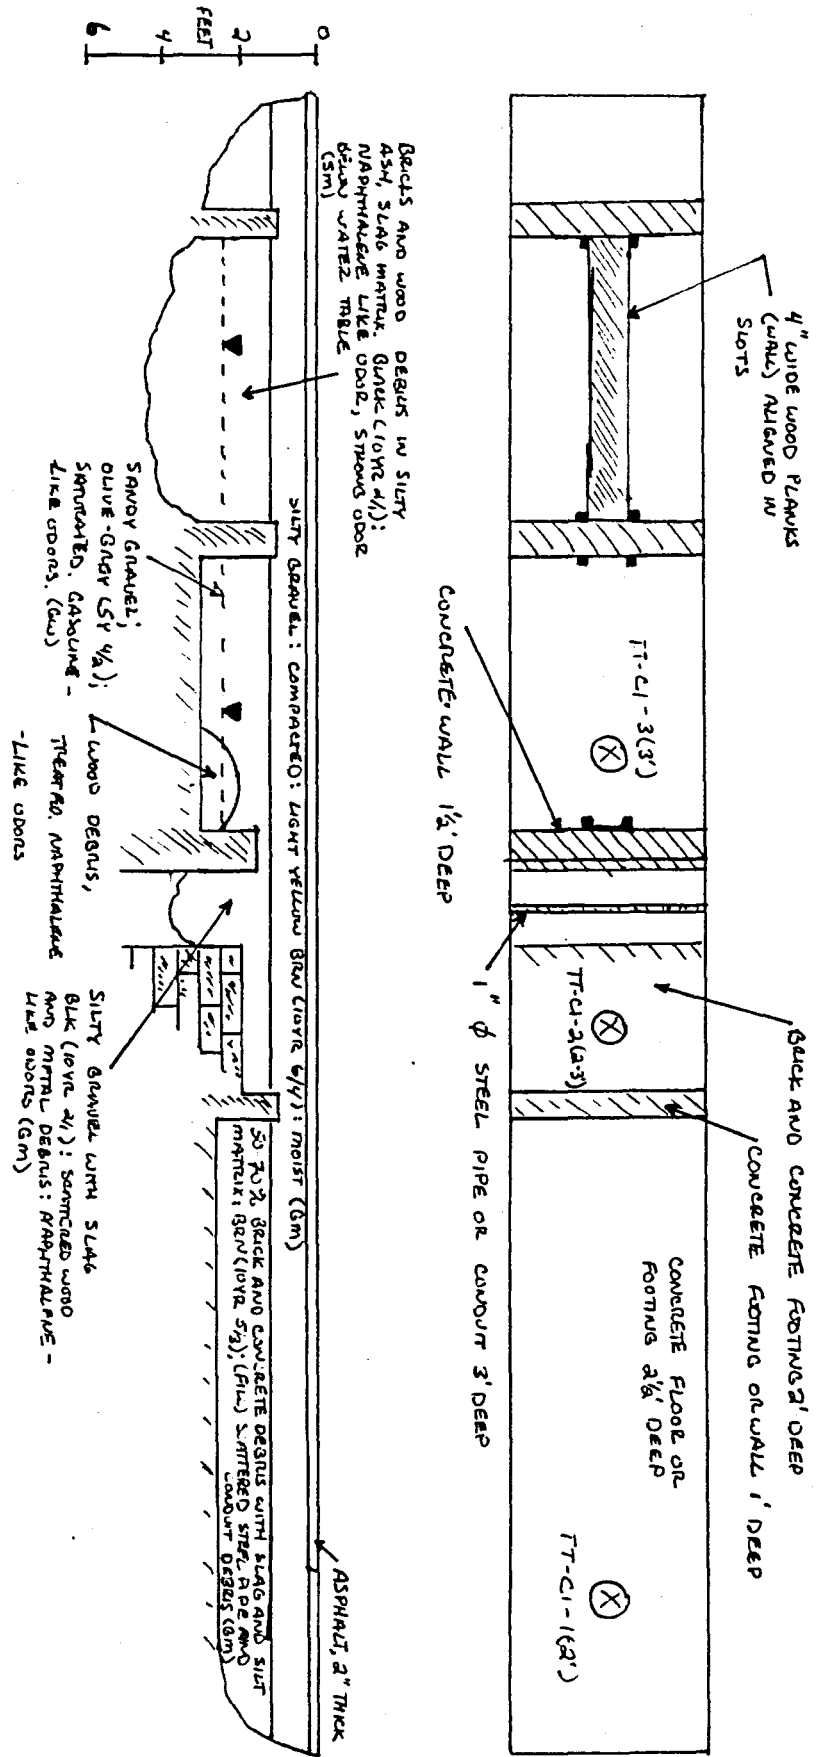 4" WIDE WOOD PLANKS
(WALL) ALIGNED IN
SLOTS
BRICK AND CONCRETE FOOTING 2' DEEP
CONCRETE FOOTING OR WALL 1' DEEP
TT-C1-3(3')
TT-C1-2(2-3')
CONCRETE FLOOR OR
FOOTING 2½' DEEP
TT-C1-1(2')
CONCRETE WALL 1½' DEEP
1" ϕ STEEL PIPE OR CONDUIT 3' DEEP
ASPHALT, 2" THICK
0
2
FEET
4
6
BRICKS AND WOOD DEBRIS IN SILTY
ASH, SLAG MATRIX. BLACK (10YR 2/1):
NAPHTHALENE LIKE ODOR, STRONG ODOR
BELOW WATER TABLE
(SM)
SILTY GRAVEL: COMPACTED: LIGHT YELLOW BRN (10YR 6/4): MOIST (GM)
50-70% BRICK AND CONCRETE DEBRIS WITH SLAG AND SILT
MATRIX: BRN (10YR 5/3); (FILL) SCATTERED STEEL PIPE AND
CONDUIT DEBRIS (GM)
SANDY GRAVEL;
OLIVE-GRAY (5Y 4/2);
SATURATED. GASOLINE-
LIKE ODORS. (GW)
WOOD DEBRIS,
TREATED. NAPHTHALENE
-LIKE ODORS
SILTY GRAVEL WITH SLAG
BLK (10YR 2/1): SCATTERED WOOD
AND METAL DEBRIS: NAPHTHALENE-
LIKE ODORS (GM)